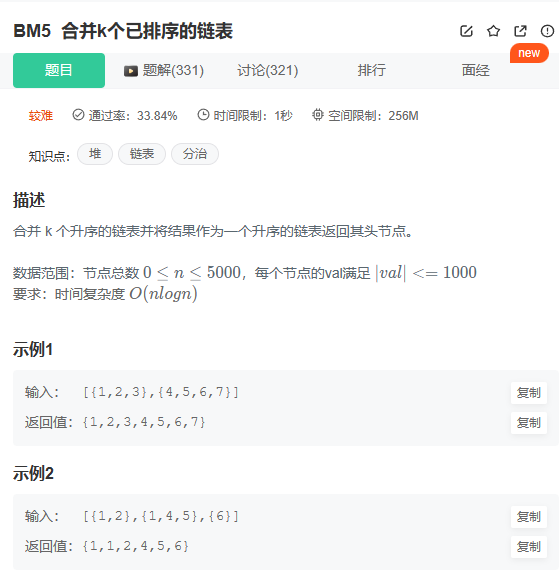 BM5 合并k个已排序的链表
new
题目 题解(331) 讨论(321) 排行 面经
较难 通过率：33.84% 时间限制：1秒 空间限制：256M
知识点： 堆 链表 分治
描述
合并 k 个升序的链表并将结果作为一个升序的链表返回其头节点。
数据范围：节点总数 0 ≤ n ≤ 5000，每个节点的val满足 |val| <= 1000
要求：时间复杂度 O(nlogn)
示例1
输入： [{1,2,3},{4,5,6,7}] 复制
返回值：{1,2,3,4,5,6,7} 复制
示例2
输入： [{1,2},{1,4,5},{6}] 复制
返回值：{1,1,2,4,5,6} 复制